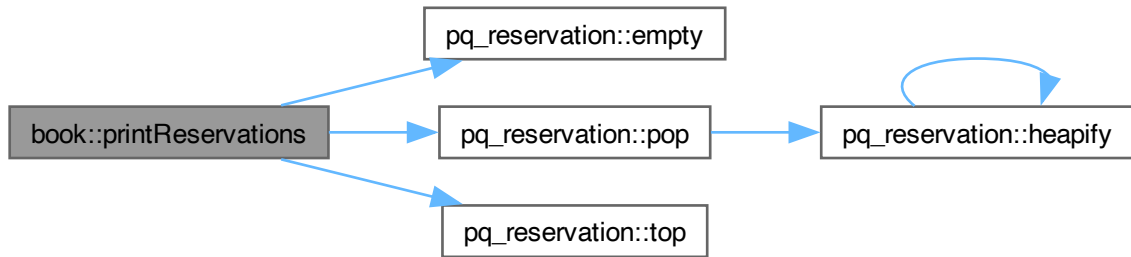 pq_reservation::empty
book::printReservations
pq_reservation::pop
pq_reservation::heapify
pq_reservation::top